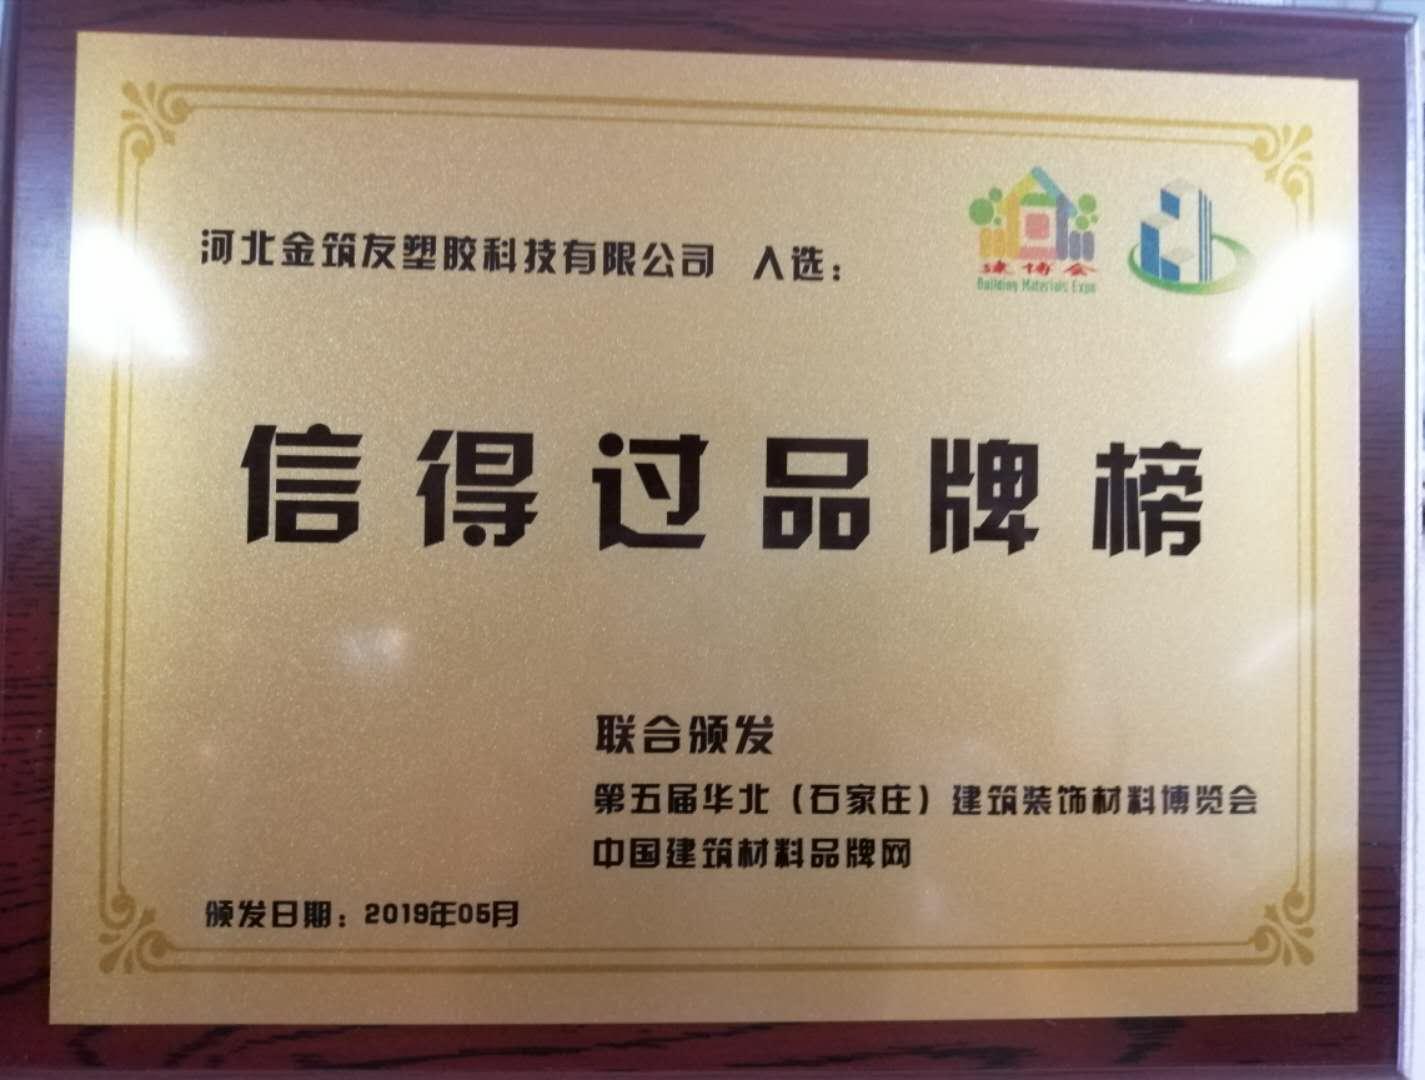 河北金筑友塑胶科技有限公司 入选：
建博会
Building Materials Expo
信得过品牌榜
联合颁发
第五届华北（石家庄）建筑装饰材料博览会
中国建筑材料品牌网
颁发日期：2019年05月